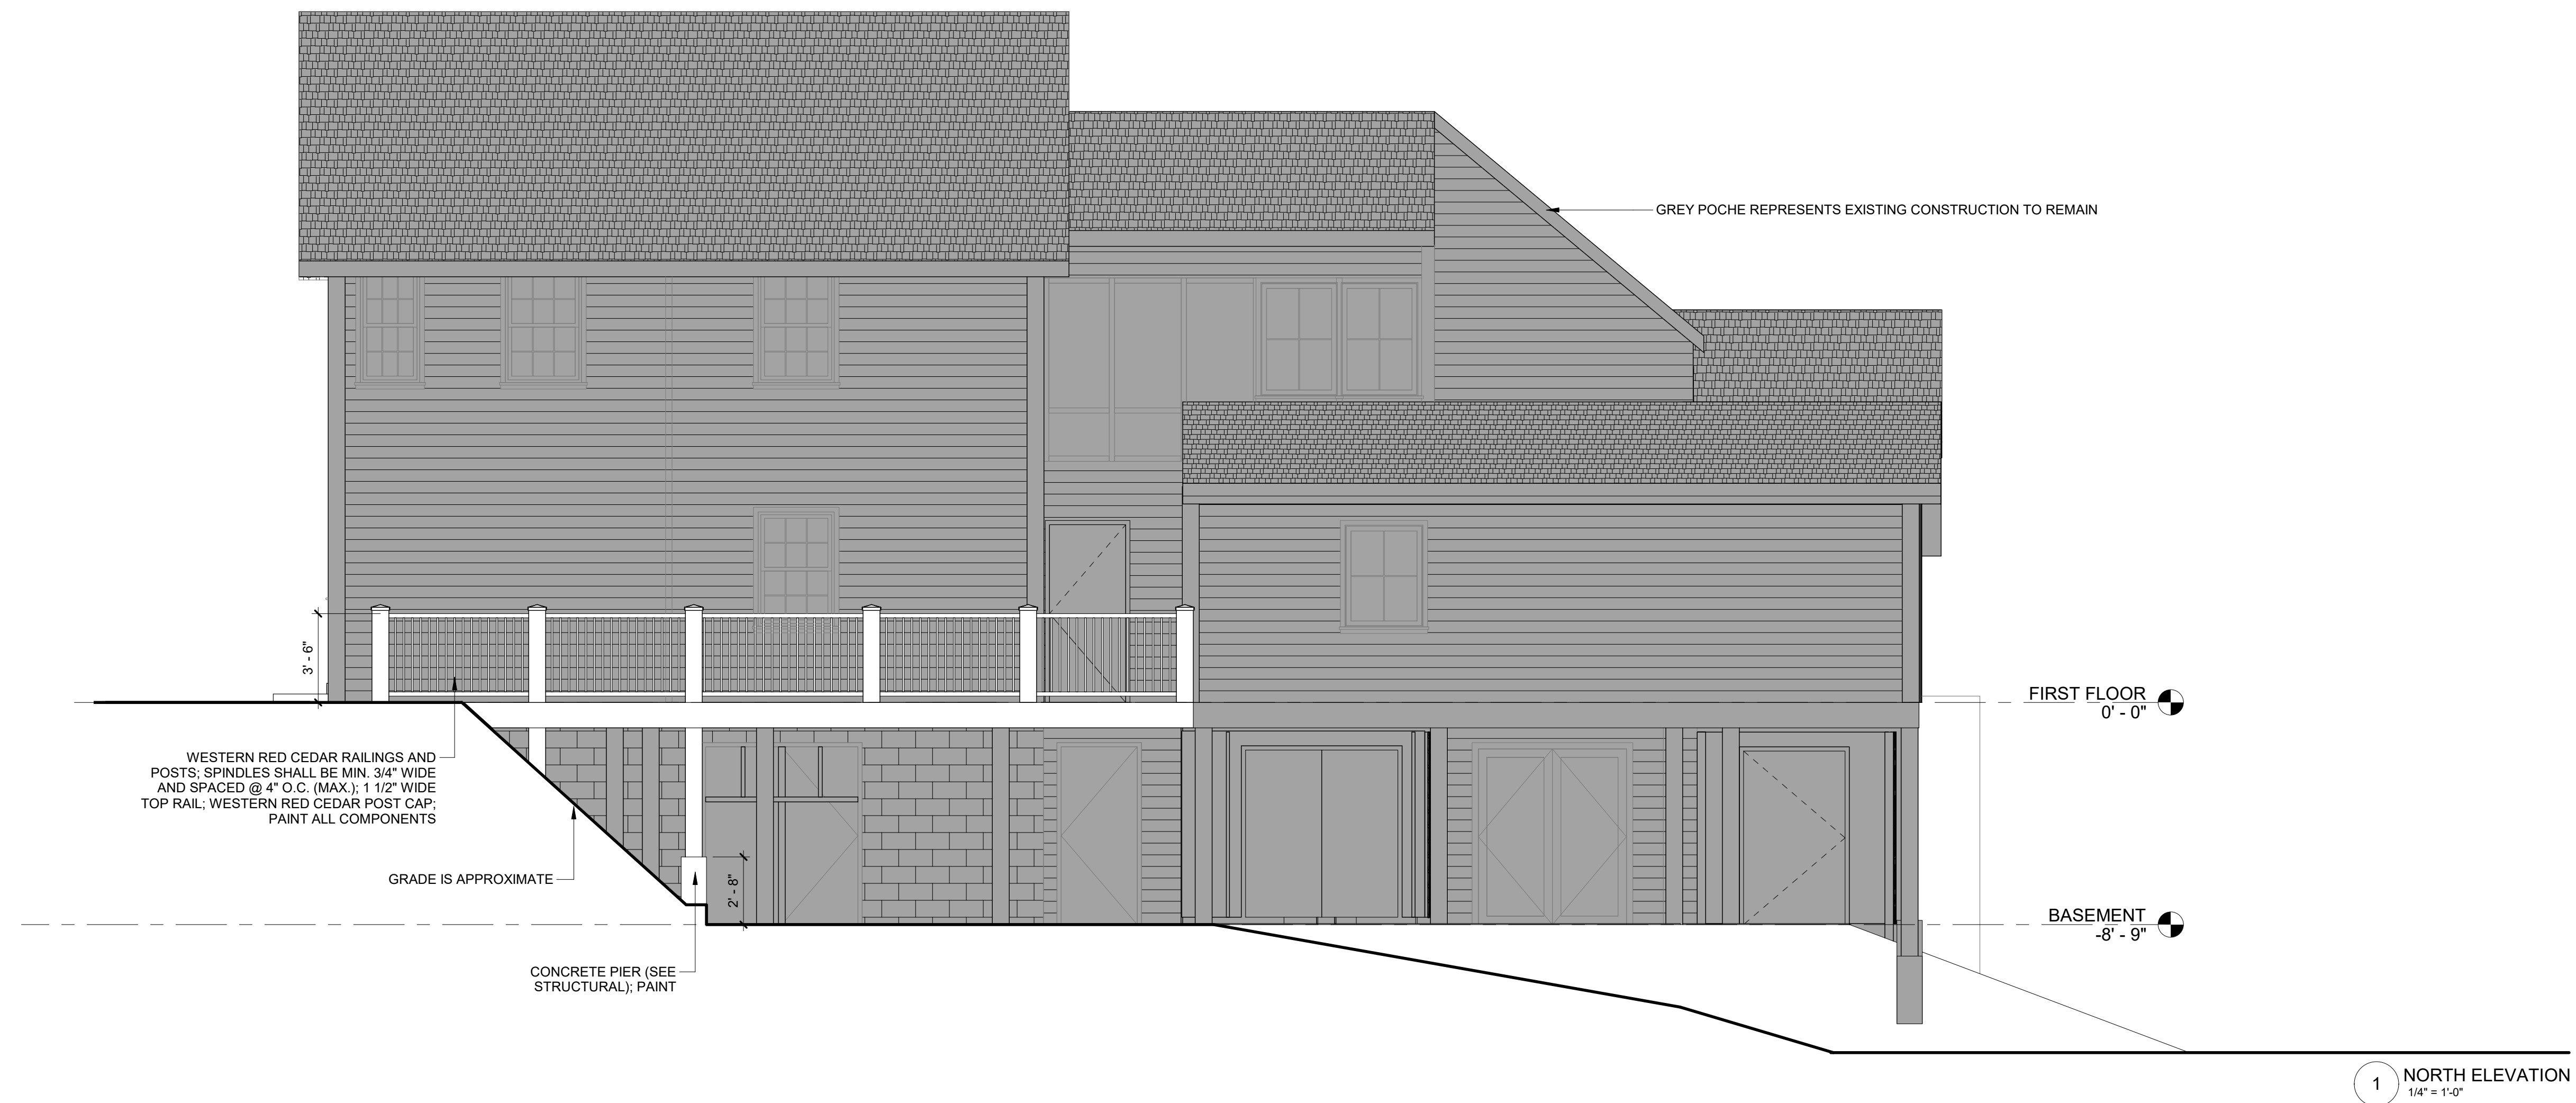 GREY POCHE REPRESENTS EXISTING CONSTRUCTION TO REMAIN
3' - 6"
FIRST FLOOR
0' - 0"
WESTERN RED CEDAR RAILINGS AND
POSTS; SPINDLES SHALL BE MIN. 3/4" WIDE
AND SPACED @ 4" O.C. (MAX.); 1 1/2" WIDE
TOP RAIL; WESTERN RED CEDAR POST CAP;
PAINT ALL COMPONENTS
GRADE IS APPROXIMATE
2' - 8"
BASEMENT
-8' - 9"
CONCRETE PIER (SEE
STRUCTURAL); PAINT
1
NORTH ELEVATION
1/4" = 1'-0"